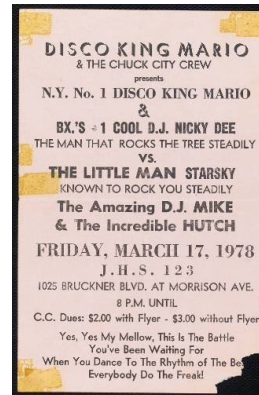 DISCO KING MARIO
& THE CHUCK CITY CREW
presents
N.Y. No. 1 DISCO KING MARIO
&
BX.'S #1 COOL D.J. NICKY DEE
THE MAN THAT ROCKS THE TREE STEADILY
VS.
THE LITTLE MAN STARSKY
KNOWN TO ROCK YOU STEADILY
The Amazing D.J. MIKE
& The Incredible HUTCH
FRIDAY, MARCH 17, 1978
J.H.S. 123
1025 BRUCKNER BLVD. AT MORRISON AVE.
8 P.M. UNTIL
C.C. Dues: $2.00 with Flyer - $3.00 without Flyer
Yes, Yes My Mellow, This Is The Battle
You've Been Waiting For
When You Dance To The Rhythm of The
Everybody Do The Freak!